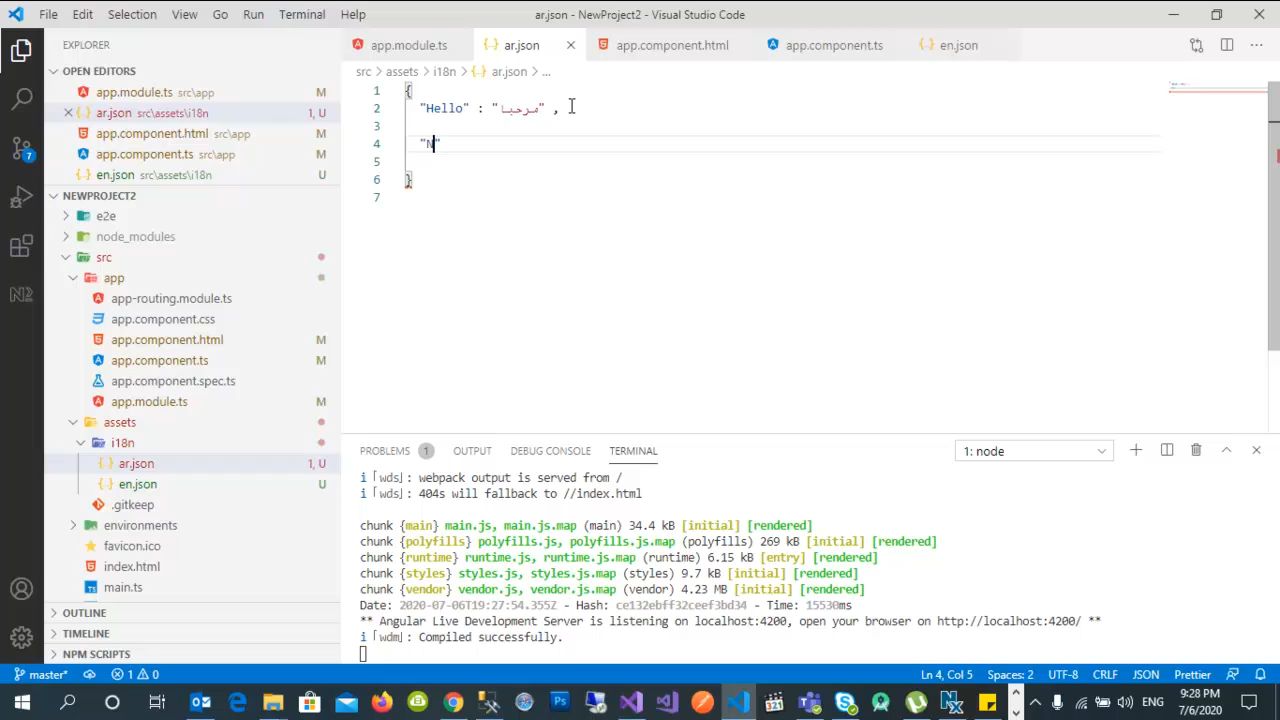 File Edit Selection View Go Run Terminal Help ar.json - NewProject2 - Visual Studio Code
EXPLORER
OPEN EDITORS
app.module.ts src\app M
ar.json src\assets\i18n 1, U
app.component.html src\app M
app.component.ts src\app M
en.json src\assets\i18n U
NEWPROJECT2
e2e
node_modules
src
app
app-routing.module.ts
app.component.css
app.component.html M
app.component.ts M
app.component.spec.ts
app.module.ts M
assets
i18n
ar.json 1, U
en.json U
.gitkeep
environments
favicon.ico
index.html
main.ts
OUTLINE
TIMELINE
NPM SCRIPTS
app.module.ts ar.json app.component.html app.component.ts en.json
src > assets > i18n > ar.json > ...
1 {
2 "Hello" : "مرحبا" ,
3
4 "N"
5
6 }
7
PROBLEMS 1 OUTPUT DEBUG CONSOLE TERMINAL 1: node
i ｢wds｣: webpack output is served from /
i ｢wds｣: 404s will fallback to //index.html
chunk {main} main.js, main.js.map (main) 34.4 kB [initial] [rendered]
chunk {polyfills} polyfills.js, polyfills.js.map (polyfills) 269 kB [initial] [rendered]
chunk {runtime} runtime.js, runtime.js.map (runtime) 6.15 kB [entry] [rendered]
chunk {styles} styles.js, styles.js.map (styles) 9.7 kB [initial] [rendered]
chunk {vendor} vendor.js, vendor.js.map (vendor) 4.23 MB [initial] [rendered]
Date: 2020-07-06T19:27:54.355Z - Hash: ce132ebff32ceef3bd34 - Time: 15530ms
** Angular Live Development Server is listening on localhost:4200, open your browser on http://localhost:4200/ **
i ｢wdm｣: Compiled successfully.
master* 1 0 Ln 4, Col 5 Spaces: 2 UTF-8 CRLF JSON Prettier
ENG
9:28 PM
7/6/2020